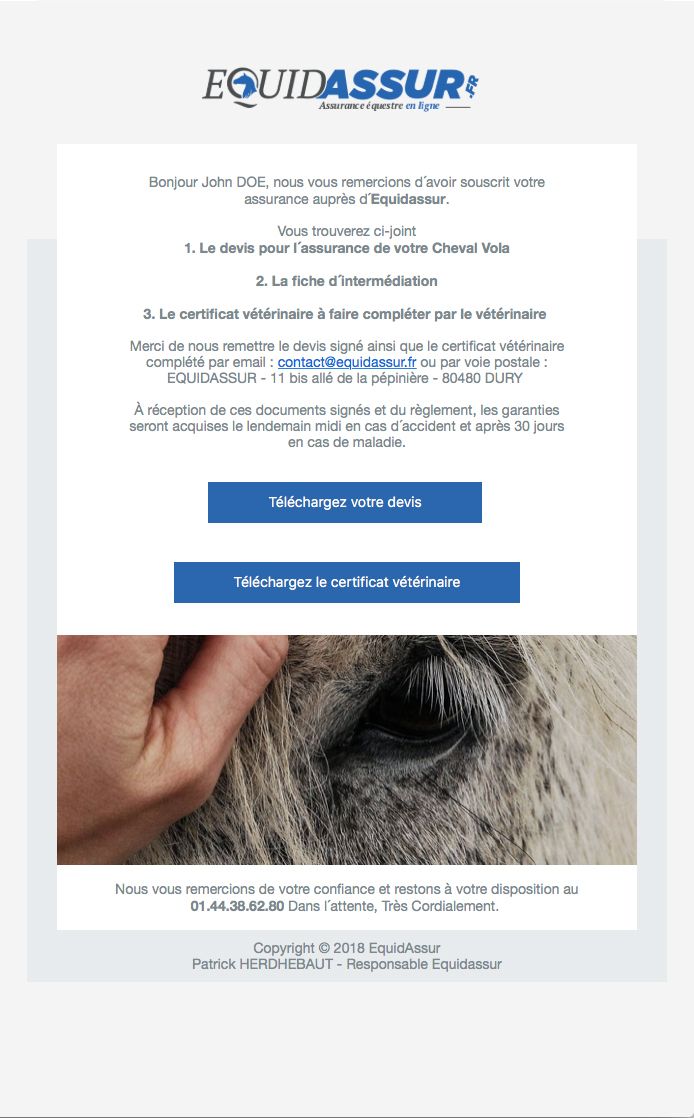 EQUIDASSUR.FR
Assurance équestre en ligne
Bonjour John DOE, nous vous remercions d´avoir souscrit votre
assurance auprès d´Equidassur.
Vous trouverez ci-joint
1. Le devis pour l´assurance de votre Cheval Vola
2. La fiche d´intermédiation
3. Le certificat vétérinaire à faire compléter par le vétérinaire
Merci de nous remettre le devis signé ainsi que le certificat vétérinaire
complété par email : contact@equidassur.fr ou par voie postale :
EQUIDASSUR - 11 bis allé de la pépinière - 80480 DURY
À réception de ces documents signés et du règlement, les garanties
seront acquises le lendemain midi en cas d´accident et après 30 jours
en cas de maladie.
Téléchargez votre devis
Téléchargez le certificat vétérinaire
Nous vous remercions de votre confiance et restons à votre disposition au
01.44.38.62.80 Dans l´attente, Très Cordialement.
Copyright © 2018 EquidAssur
Patrick HERDHEBAUT - Responsable Equidassur